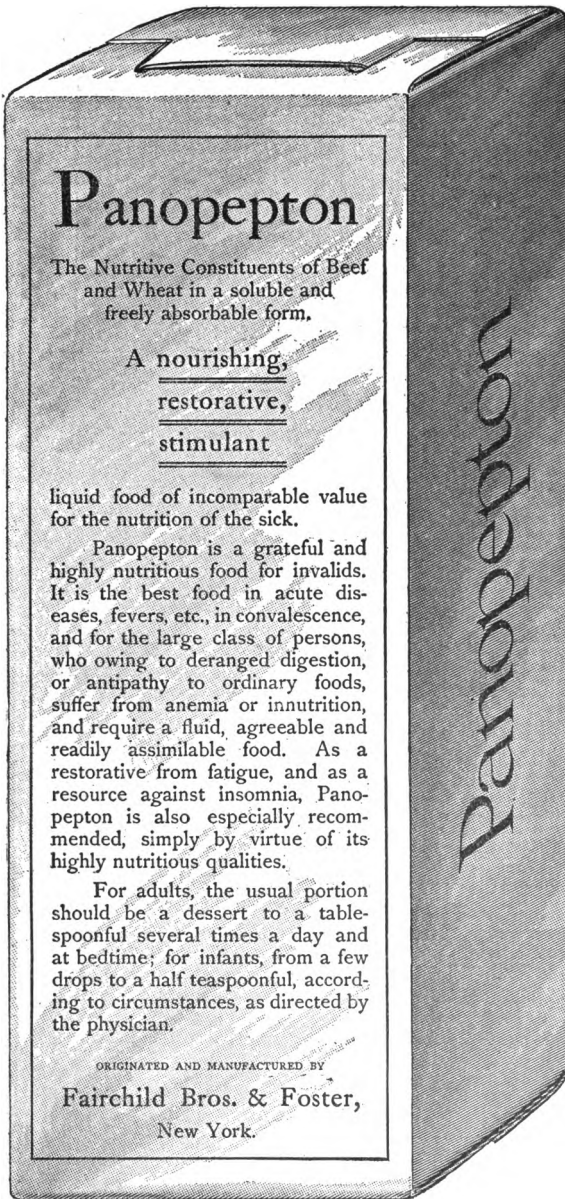 Panopepton
The Nutritive Constituents of Beef
and Wheat in a soluble and
freely absorbable form.
A nourishing,
restorative,
stimulant
liquid food of incomparable value
for the nutrition of the sick.
Panopepton is a grateful and
highly nutritious food for invalids.
It is the best food in acute dis-
eases, fevers, etc., in convalescence,
and for the large class of persons,
who owing to deranged digestion,
or antipathy to ordinary foods,
suffer from anemia or innutrition,
and require a fluid, agreeable and
readily assimilable food. As a
restorative from fatigue, and as a
resource against insomnia, Pano-
pepton is also especially recom-
mended, simply by virtue of its
highly nutritious qualities.
For adults, the usual portion
should be a dessert to a table-
spoonful several times a day and
at bedtime; for infants, from a few
drops to a half teaspoonful, accord-
ing to circumstances, as directed by
the physician.
ORIGINATED AND MANUFACTURED BY
Fairchild Bros. & Foster,
New York.
Panopepton